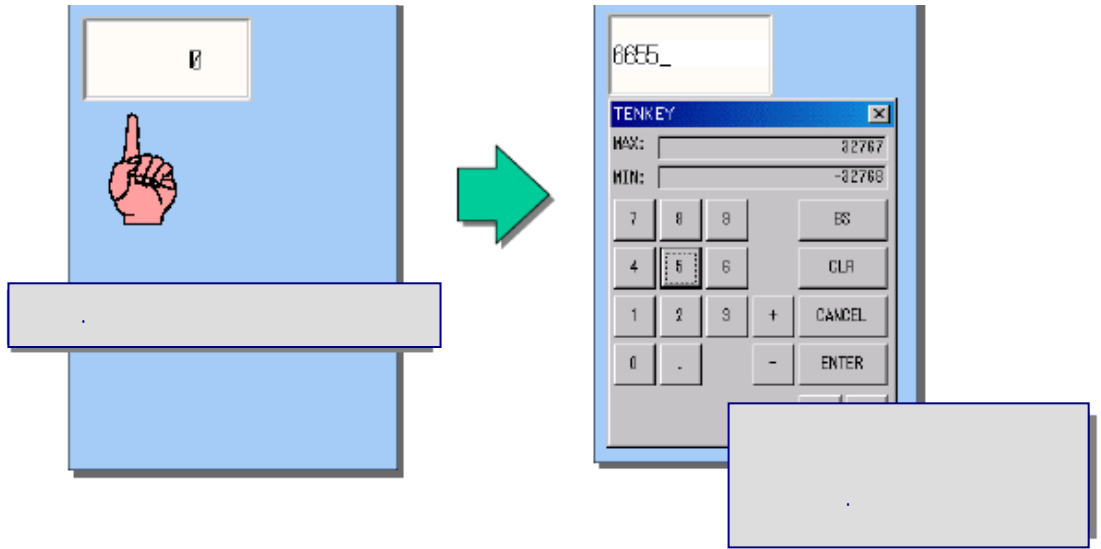 0
6655_
TENKEY
MAX: 32767
MIN: -32768
7 8 9 BS
4 5 6 CLR
1 2 3 + CANCEL
0 . - ENTER
.
.